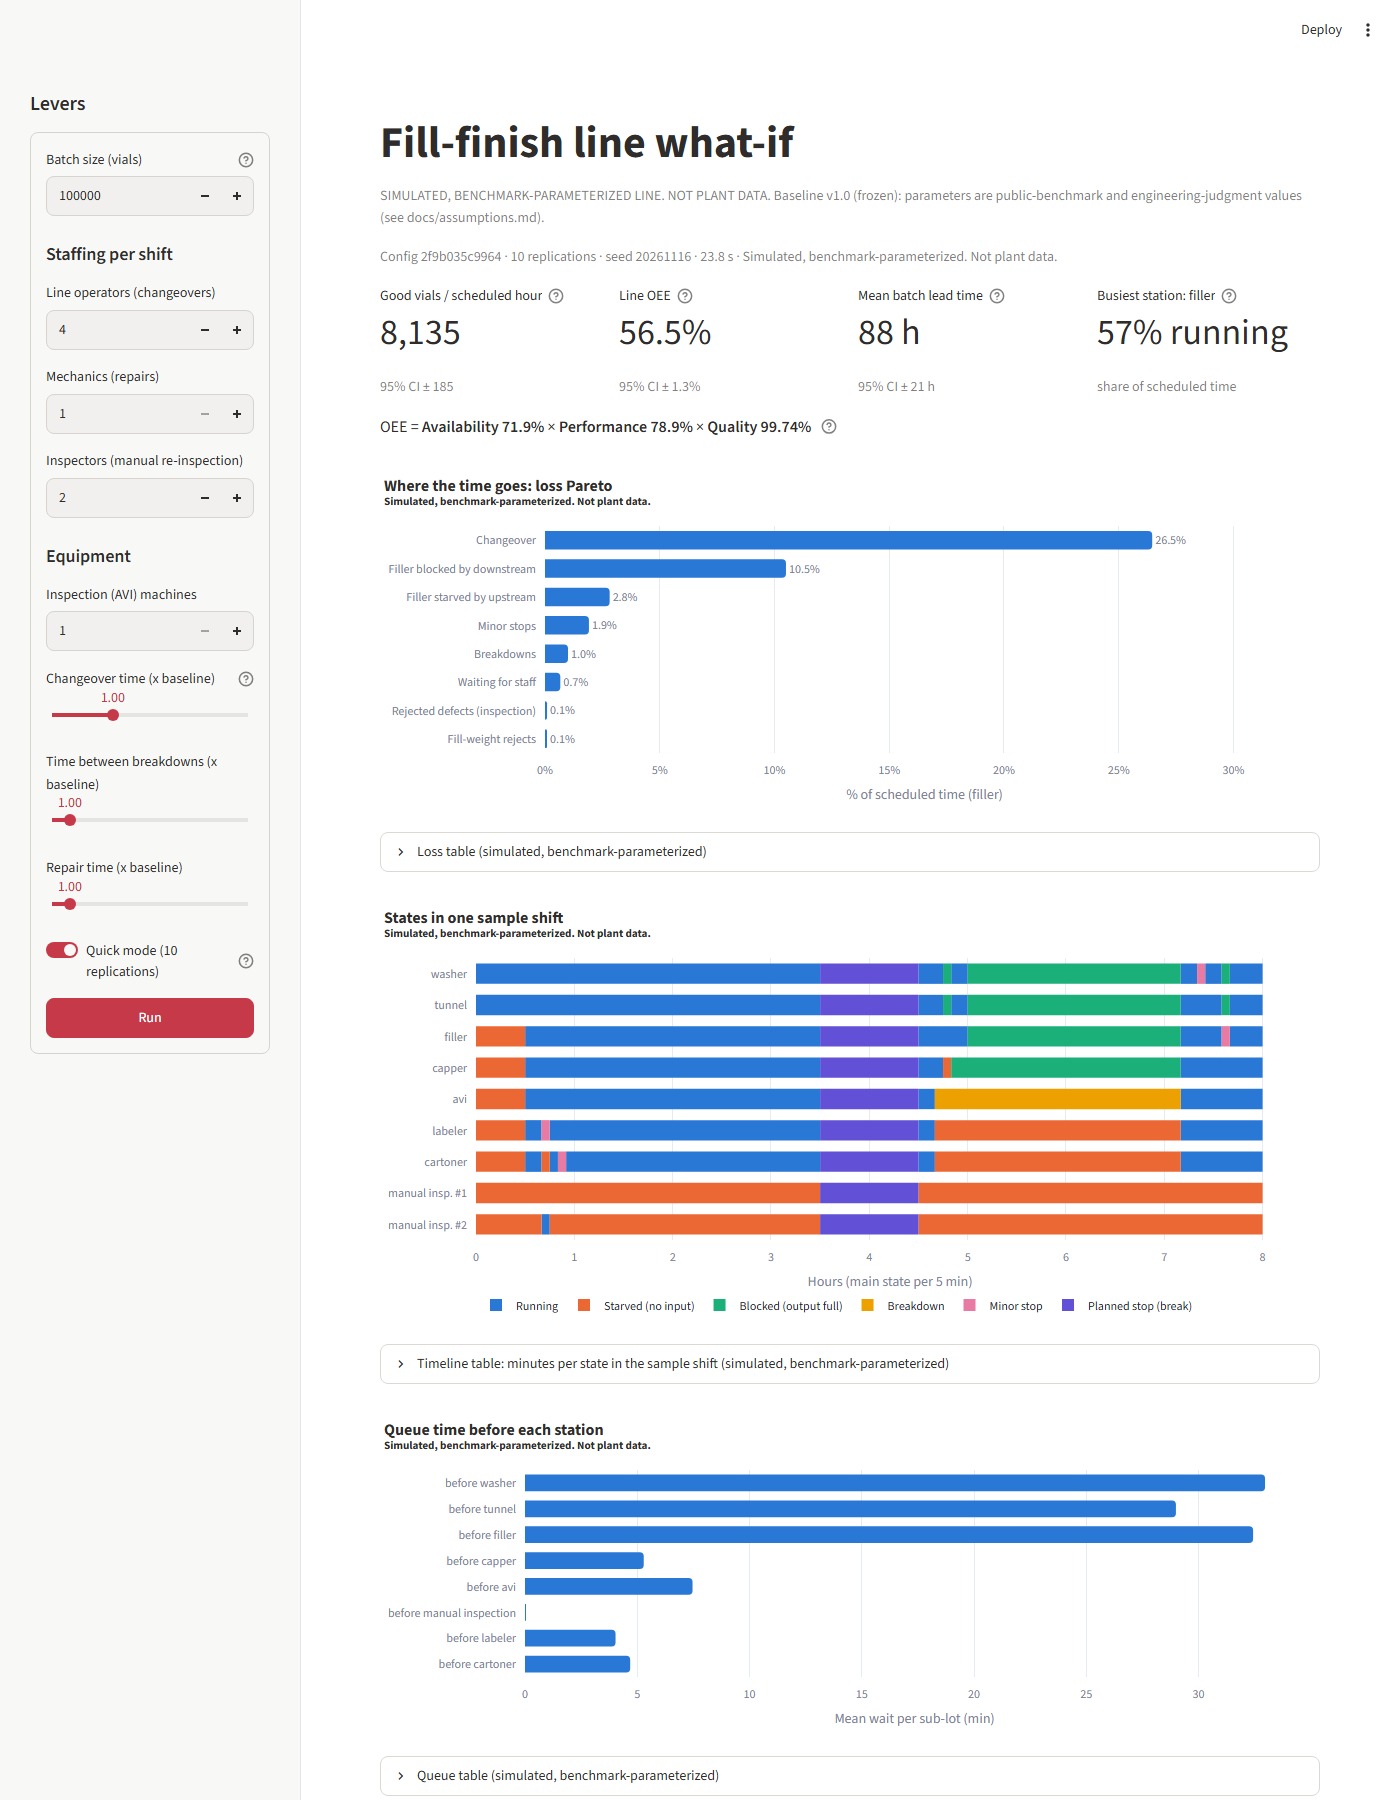 Deploy
Levers
Batch size (vials)
100000
Staffing per shift
Line operators (changeovers)
4
Mechanics (repairs)
1
Inspectors (manual re-inspection)
2
Equipment
Inspection (AVI) machines
1
Changeover time (x baseline)
1.00
Time between breakdowns (x
baseline)
1.00
Repair time (x baseline)
1.00
Quick mode (10
replications)
Run
Fill-finish line what-if
SIMULATED, BENCHMARK-PARAMETERIZED LINE. NOT PLANT DATA. Baseline v1.0 (frozen): parameters are public-benchmark and engineering-judgment values
(see docs/assumptions.md).
Config 2f9b035c9964 · 10 replications · seed 20261116 · 23.8 s · Simulated, benchmark-parameterized. Not plant data.
Good vials / scheduled hour
8,135
95% CI ± 185
Line OEE
56.5%
95% CI ± 1.3%
Mean batch lead time
88 h
95% CI ± 21 h
Busiest station: filler
57% running
share of scheduled time
OEE = Availability 71.9% × Performance 78.9% × Quality 99.74%
Where the time goes: loss Pareto
Simulated, benchmark-parameterized. Not plant data.
Changeover 26.5%
Filler blocked by downstream 10.5%
Filler starved by upstream 2.8%
Minor stops 1.9%
Breakdowns 1.0%
Waiting for staff 0.7%
Rejected defects (inspection) 0.1%
Fill-weight rejects 0.1%
0% 5% 10% 15% 20% 25% 30%
% of scheduled time (filler)
Loss table (simulated, benchmark-parameterized)
States in one sample shift
Simulated, benchmark-parameterized. Not plant data.
washer
tunnel
filler
capper
avi
labeler
cartoner
manual insp. #1
manual insp. #2
0 1 2 3 4 5 6 7 8
Hours (main state per 5 min)
Running Starved (no input) Blocked (output full) Breakdown Minor stop Planned stop (break)
Timeline table: minutes per state in the sample shift (simulated, benchmark-parameterized)
Queue time before each station
Simulated, benchmark-parameterized. Not plant data.
before washer
before tunnel
before filler
before capper
before avi
before manual inspection
before labeler
before cartoner
0 5 10 15 20 25 30
Mean wait per sub-lot (min)
Queue table (simulated, benchmark-parameterized)